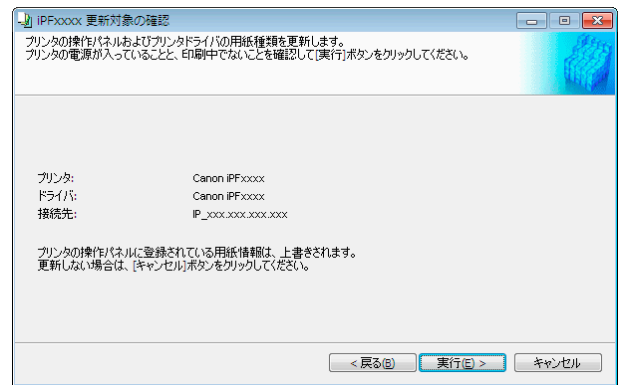 iPFxxxx 更新対象の確認
プリンタの操作パネルおよびプリンタドライバの用紙種類を更新します。
プリンタの電源が入っていることと、印刷中でないことを確認して[実行]ボタンをクリックしてください。
プリンタ: Canon iPFxxxx
ドライバ: Canon iPFxxxx
接続先: IP_xxx.xxx.xxx.xxx
プリンタの操作パネルに登録されている用紙情報は、上書きされます。
更新しない場合は、[キャンセル]ボタンをクリックしてください。
< 戻る(B) 実行(E) > キャンセル